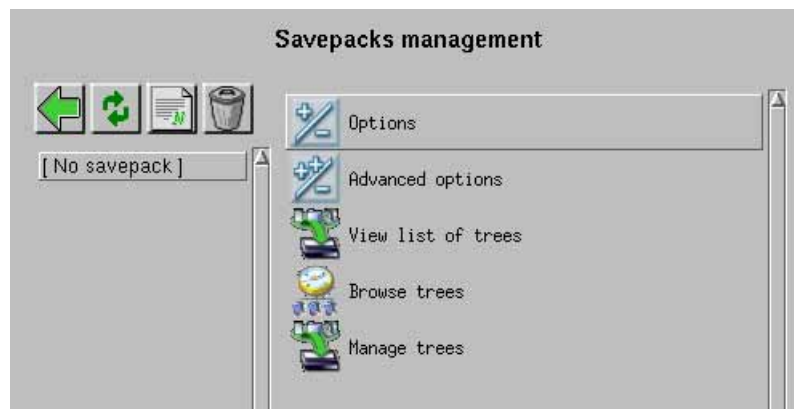 Savepacks management
N
[ No savepack ]
Options
Advanced options
View list of trees
Browse trees
Manage trees